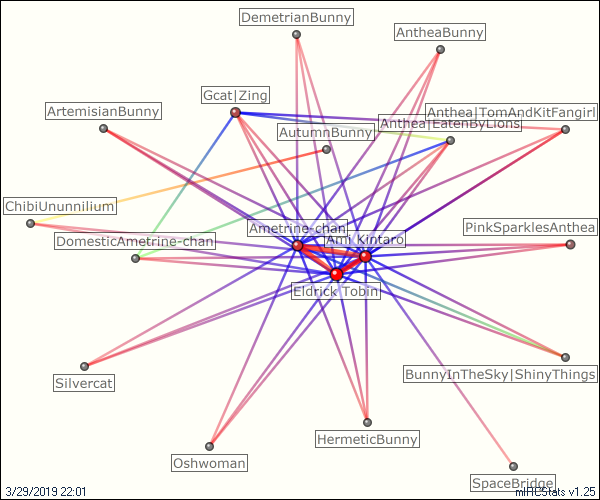 DemetrianBunny
AntheaBunny
Gcat|Zing
ArtemisianBunny
Anthea|TomAndKitFangirl
Anthea|EatenByLions
AutumnBunny
ChibiUnunnilium
Ametrine-chan
PinkSparklesAnthea
DomesticAmetrine-chan
Ami Kintaro
Eldrick Tobin
BunnyInTheSky|ShinyThings
Silvercat
HermeticBunny
Oshwoman
SpaceBridge
3/29/2019 22:01
mIRCStats v1.25